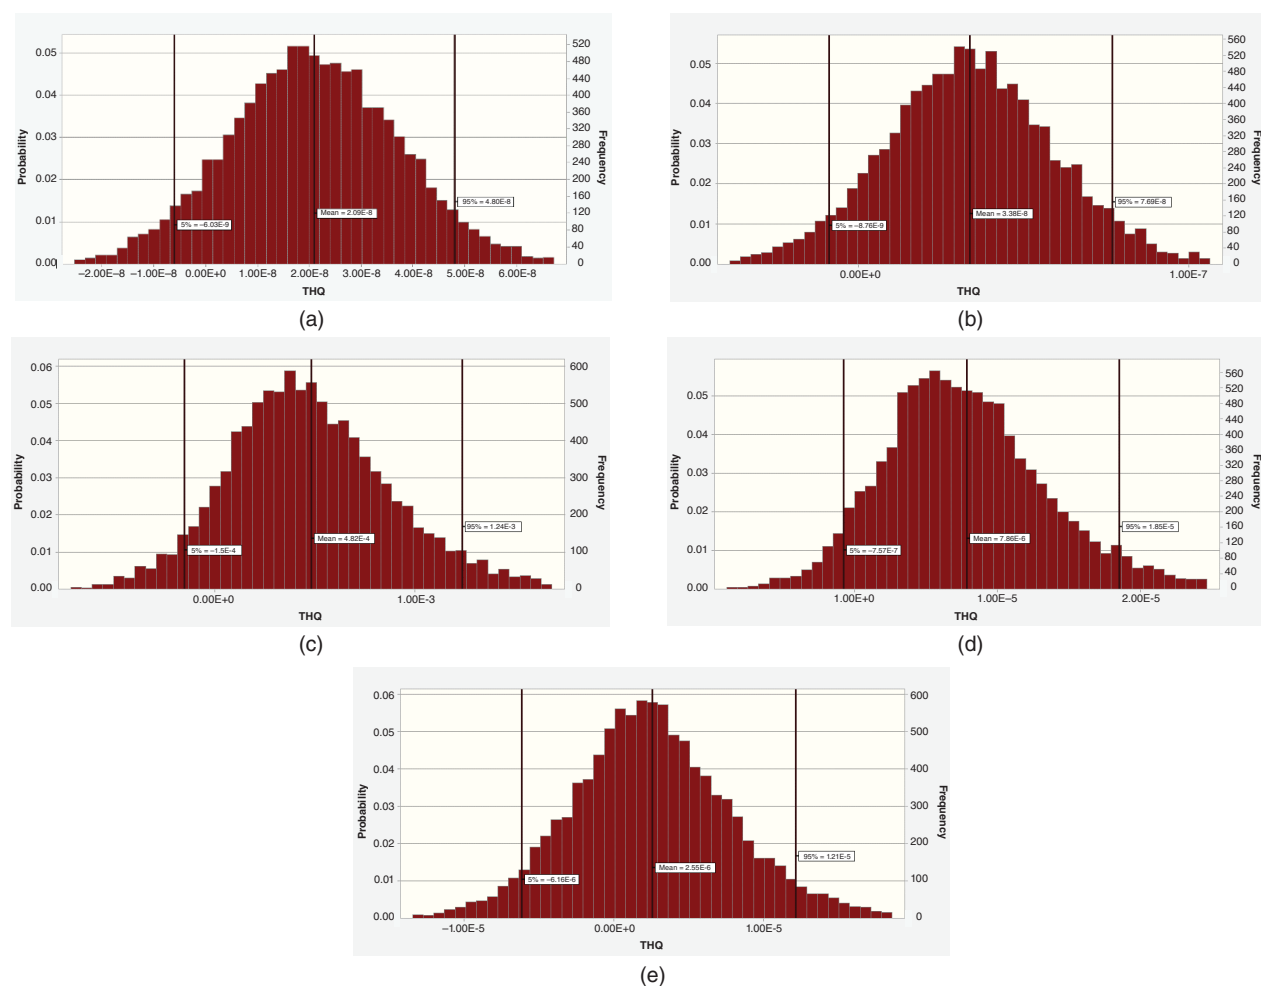 0.05
0.04
0.03
0.02
0.01
0.00
Probability
520
480
440
400
360
320
280
240
200
160
120
80
40
0
Frequency
5% = −6.03E-9
Mean = 2.09E-8
95% = 4.80E-8
−2.00E–8 −1.00E–8 0.00E+0 1.00E-8 2.00E-8 3.00E-8 4.00E-8 5.00E-8 6.00E-8
THQ
(a)
0.05
0.04
0.03
0.02
0.01
0.00
Probability
560
520
480
440
400
360
320
280
240
200
160
120
80
40
0
Frequency
5% = −8.76E-9
Mean = 3.38E-8
95% = 7.69E-8
0.00E+0 1.00E-7
THQ
(b)
0.06
0.05
0.04
0.03
0.02
0.01
0.00
Probability
600
500
400
300
200
100
0
Frequency
5% = −1.5E-4
Mean = 4.82E-4
95% = 1.24E-3
0.00E+0 1.00E-3
THQ
(c)
0.05
0.04
0.03
0.02
0.01
0.00
Probability
560
520
480
440
400
360
320
280
240
200
160
120
80
40
0
Frequency
5% = −7.57E-7
Mean = 7.86E-6
95% = 1.85E-5
1.00E+0 1.00E-5 2.00E-5
THQ
(d)
0.06
0.05
0.04
0.03
0.02
0.01
0.00
Probability
600
500
400
300
200
100
0
Frequency
5% = −6.16E-6
Mean = 2.55E-6
95% = 1.21E-5
−1.00E-5 0.00E+0 1.00E-5
THQ
(e)